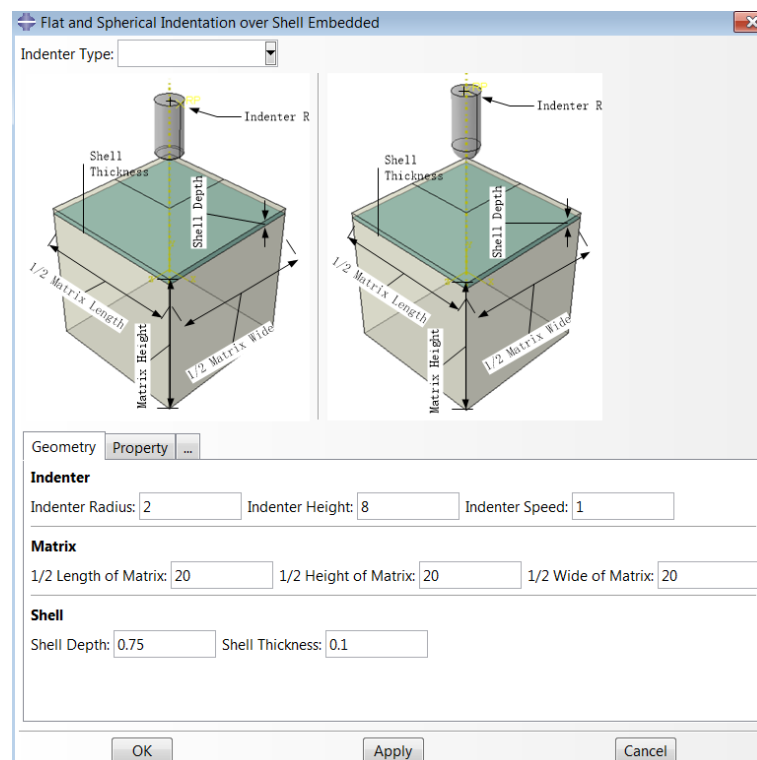 Flat and Spherical Indentation over Shell Embedded
Indenter Type:
Indenter R
Shell
Thickness
Shell Depth
1/2 Matrix Length
Matrix Height
1/2 Matrix Wide
Indenter R
Shell
Thickness
Shell Depth
1/2 Matrix Length
Matrix Height
1/2 Matrix Wide
Geometry Property ...
Indenter
Indenter Radius: 2 Indenter Height: 8 Indenter Speed: 1
Matrix
1/2 Length of Matrix: 20 1/2 Height of Matrix: 20 1/2 Wide of Matrix: 20
Shell
Shell Depth: 0.75 Shell Thickness: 0.1
OK Apply Cancel